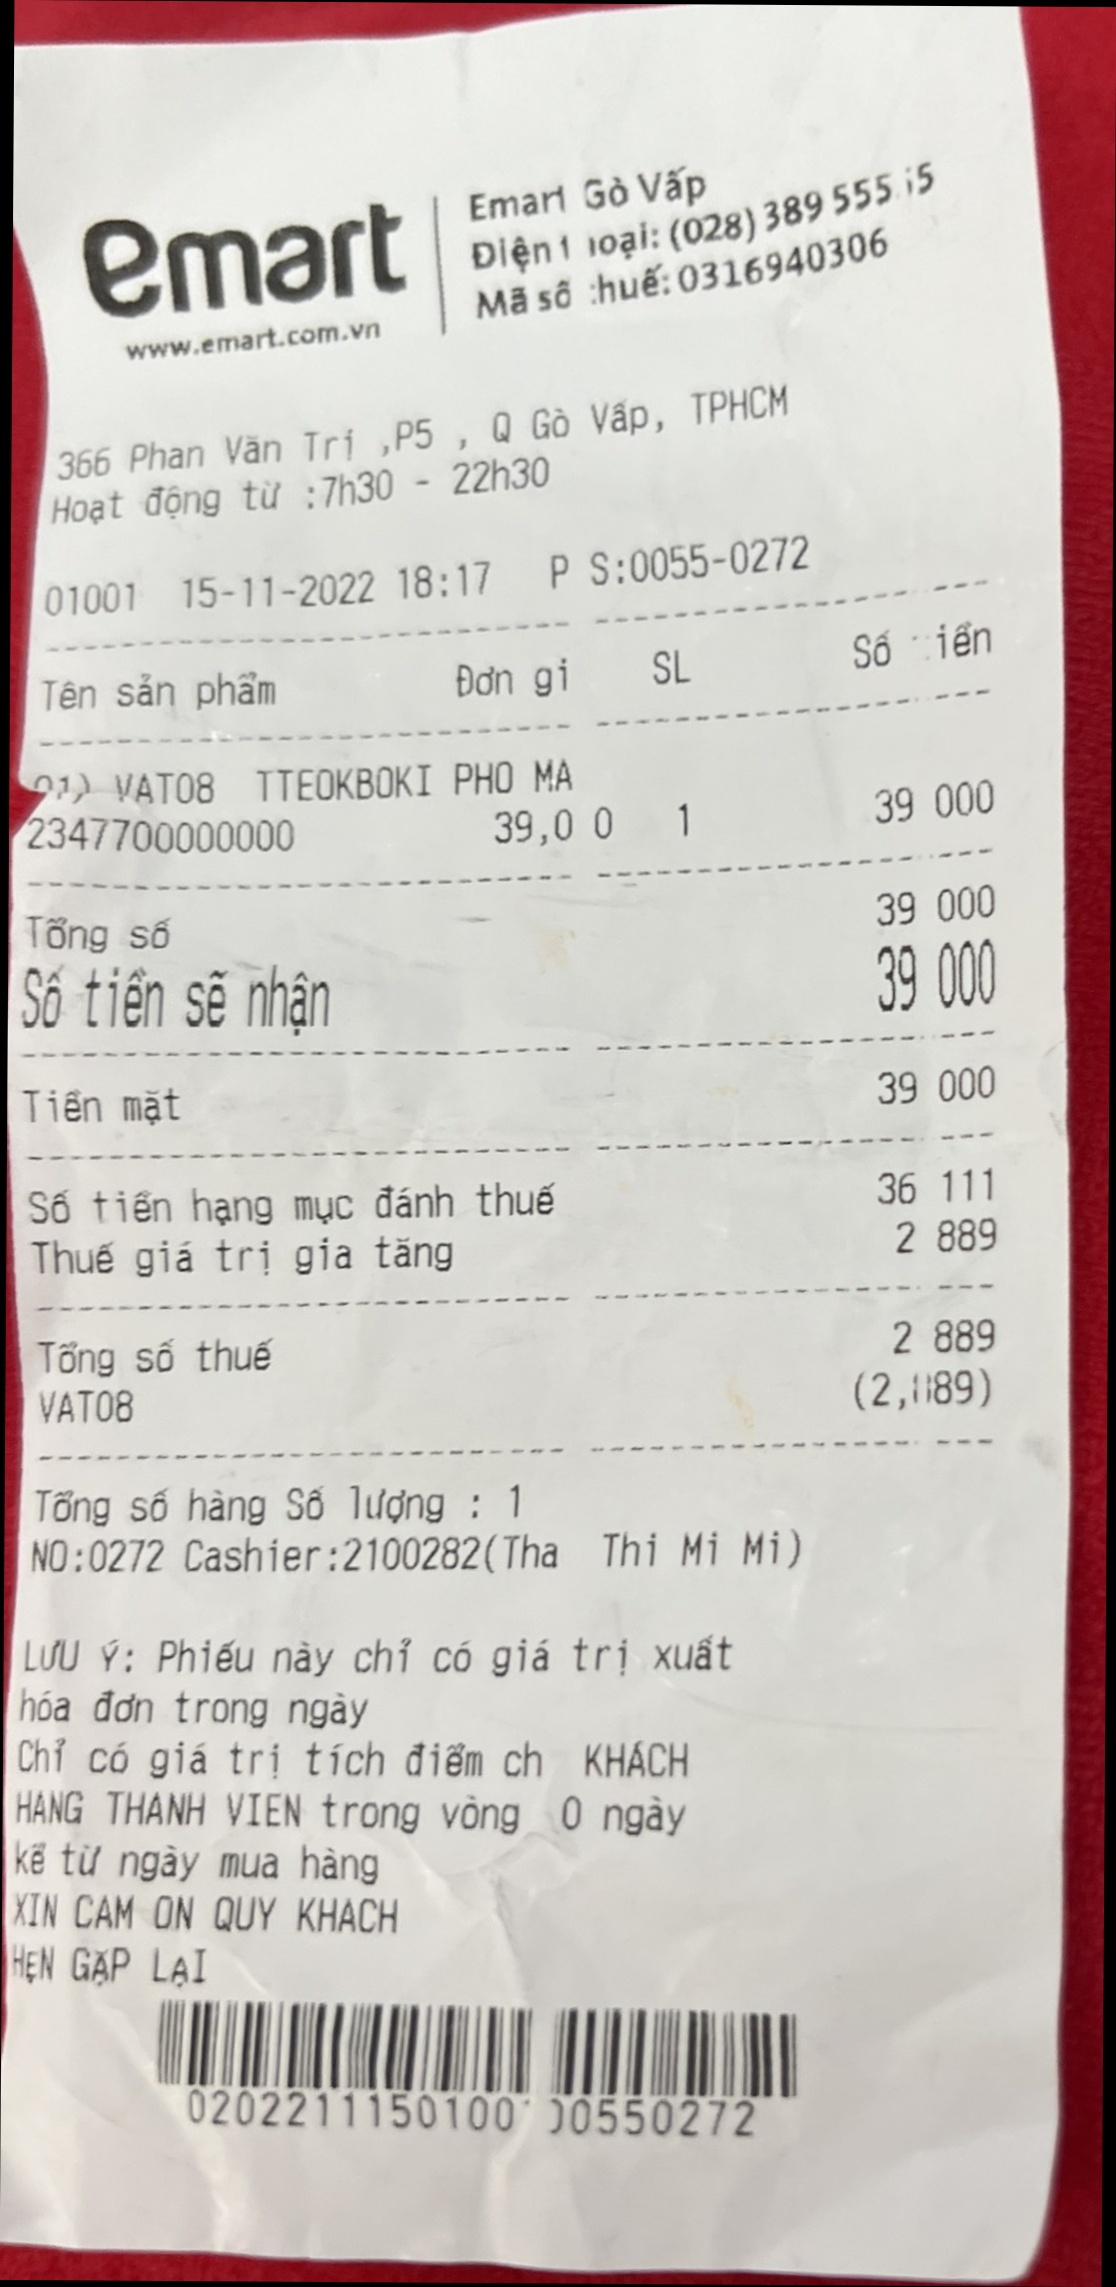 emart
www.emart.com.vn
Emart Gò Vấp
Điện thoại: (028) 389 555
Mã số thuế: 0316940306
366 Phan Văn Trị ,P5 , Q Gò Vấp, TPHCM
Hoạt động từ :7h30 - 22h30
01001 15-11-2022 18:17 P S:0055-0272
Tên sản phẩm Đơn gi SL Số tiền
01) VAT08 TTEOKBOKI PHO MA
2347700000000 39,0 0 1 39 000
Tổng số 39 000
Số tiền sẽ nhận 39 000
Tiền mặt 39 000
Số tiền hạng mục đánh thuế 36 111
Thuế giá trị gia tăng 2 889
Tổng số thuế 2 889
VAT08 (2,889)
Tổng số hàng Số lượng : 1
NO:0272 Cashier:2100282(Tha Thi Mi Mi)
LƯU Ý: Phiếu này chỉ có giá trị xuất
hóa đơn trong ngày
Chỉ có giá trị tích điểm ch KHÁCH
HÀNG THÀNH VIÊN trong vòng 0 ngày
kể từ ngày mua hàng
XIN CAM ON QUY KHACH
HẸN GẶP LẠI
0202211150100 00550272